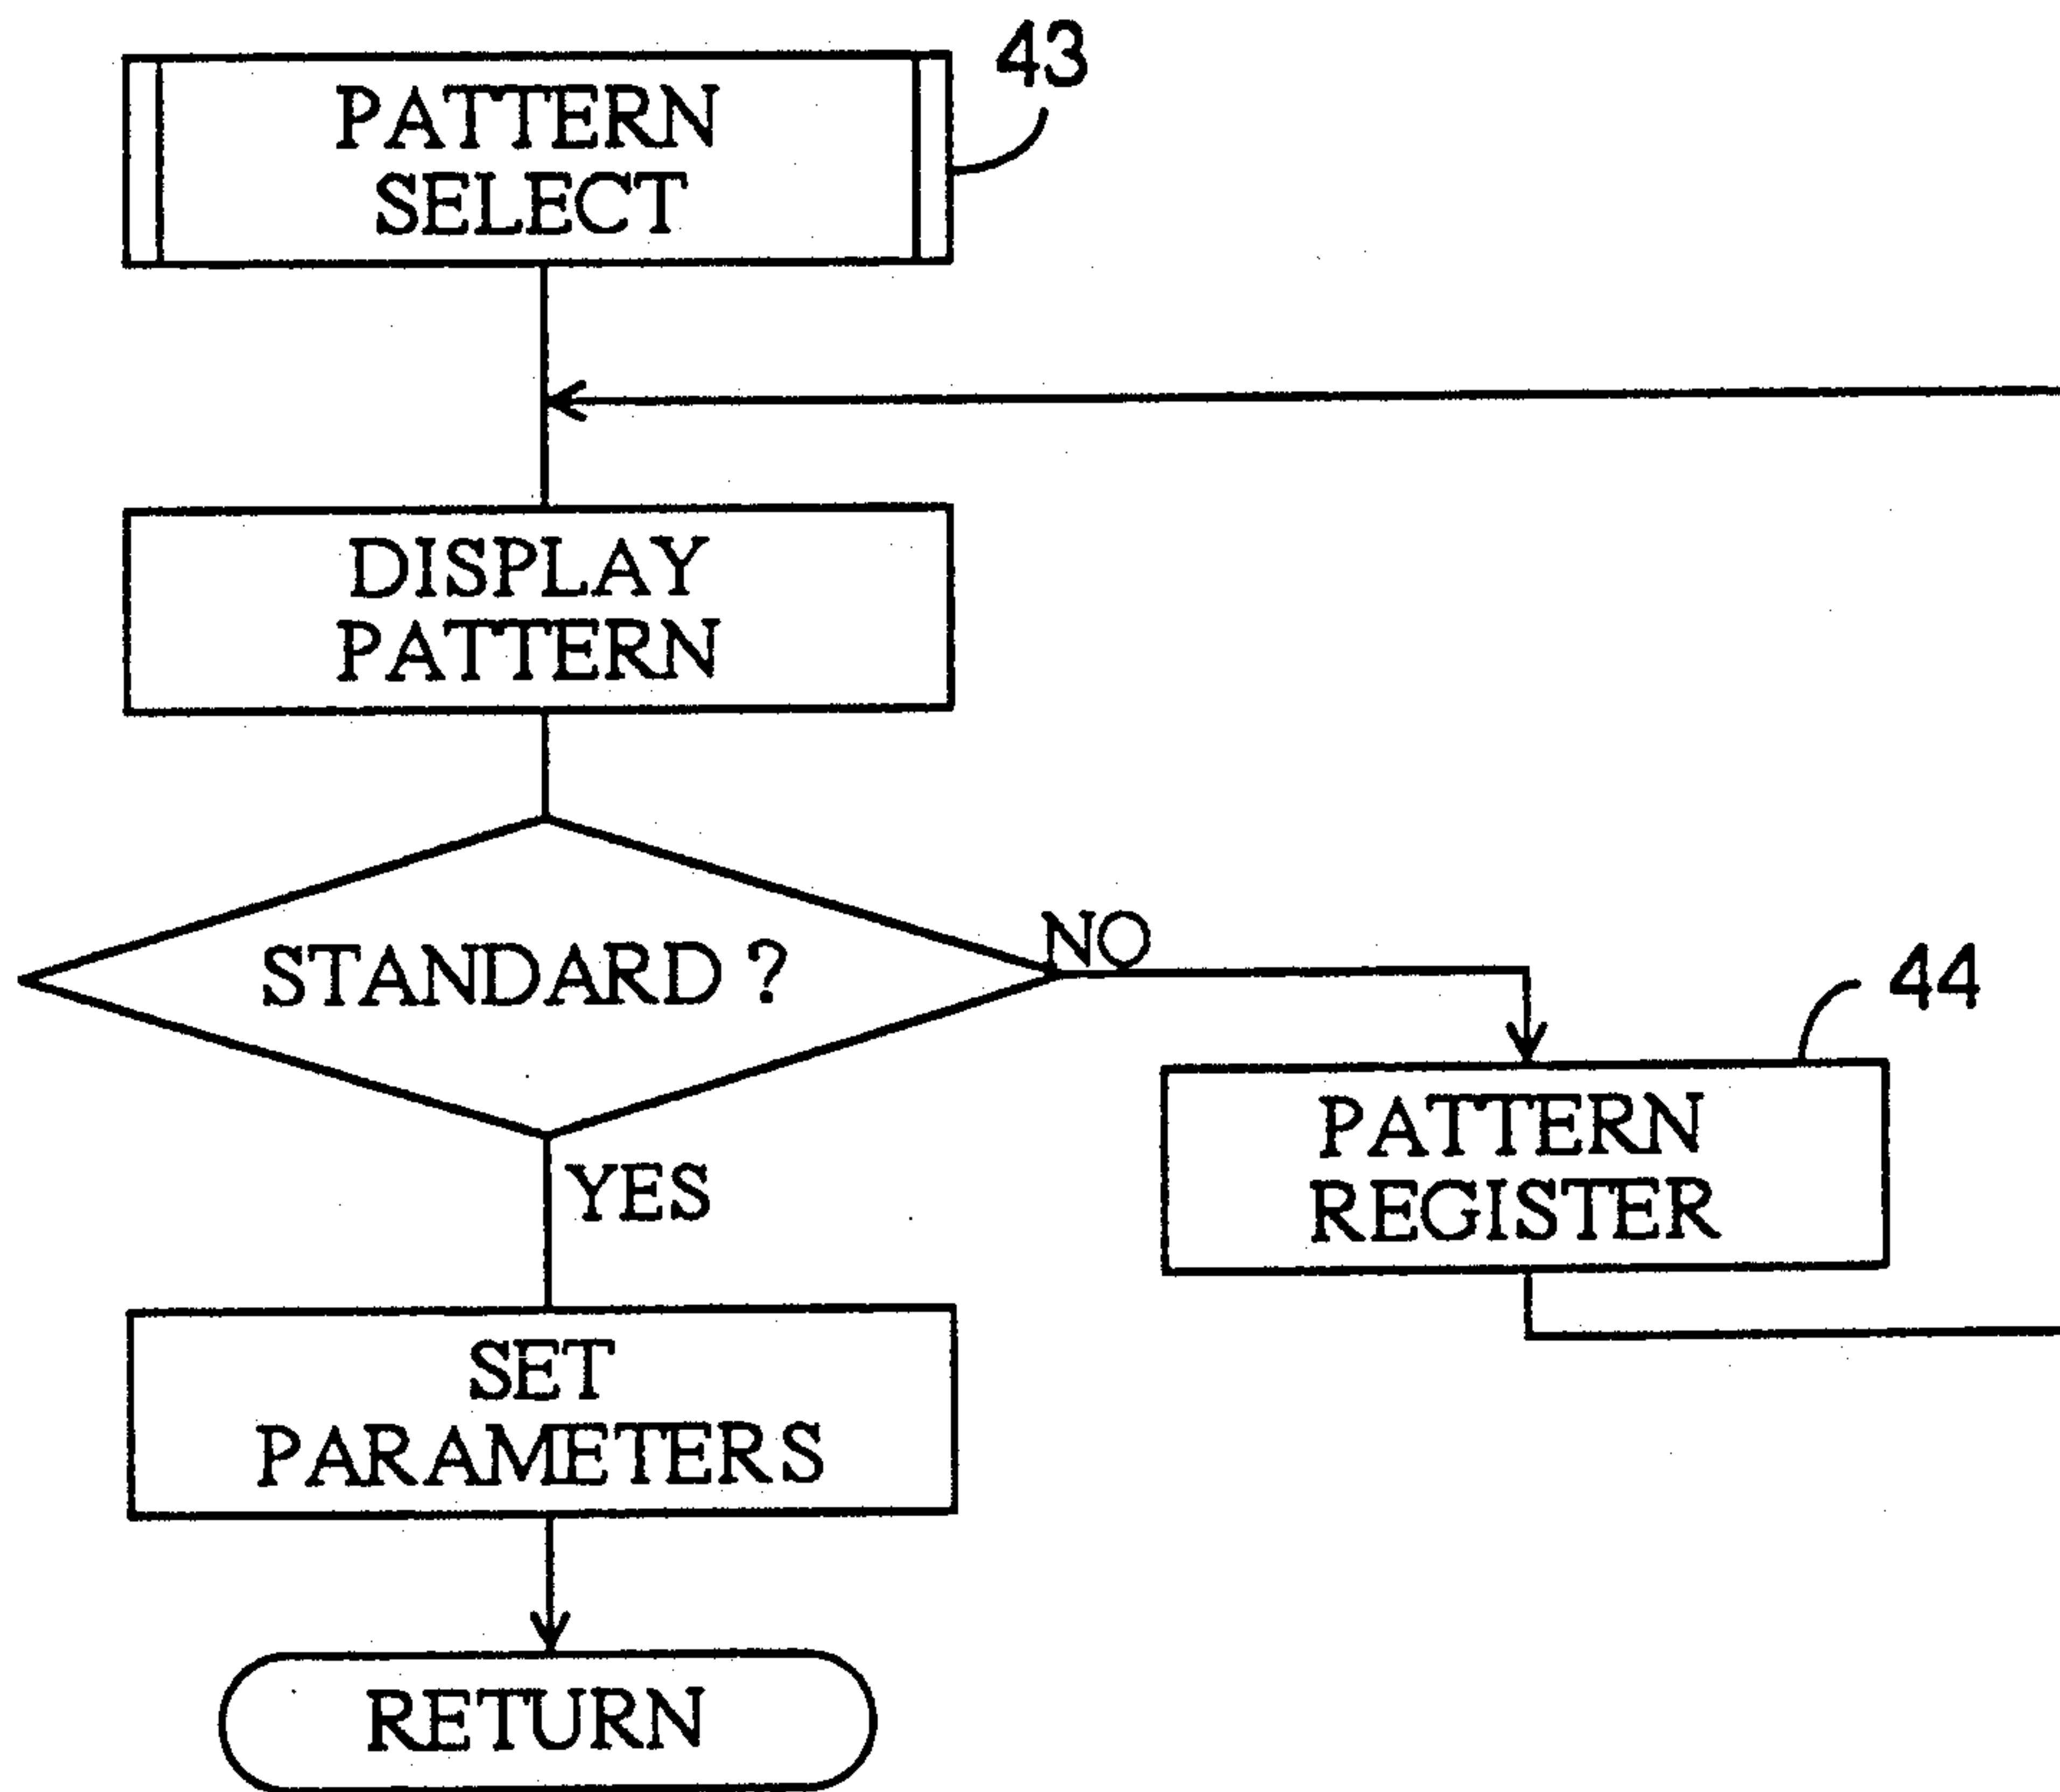 PATTERN
SELECT
43
DISPLAY
PATTERN
STANDARD ?
NO
44
PATTERN
REGISTER
YES
SET
PARAMETERS
RETURN